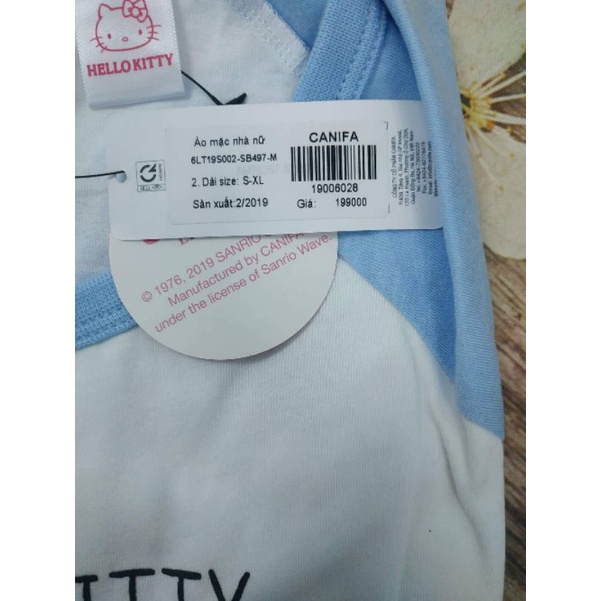 HELLO KITTY
Áo mặc nhà nữ
6LT19S002-SB497-M
2. Dải size: S-XL
Sản xuất:2/2019
CANIFA
19006028
Giá: 199000
© 1976, 2019 SANRIO
Manufactured by CANIFA
under the license of Sanrio Wave.
ITTY